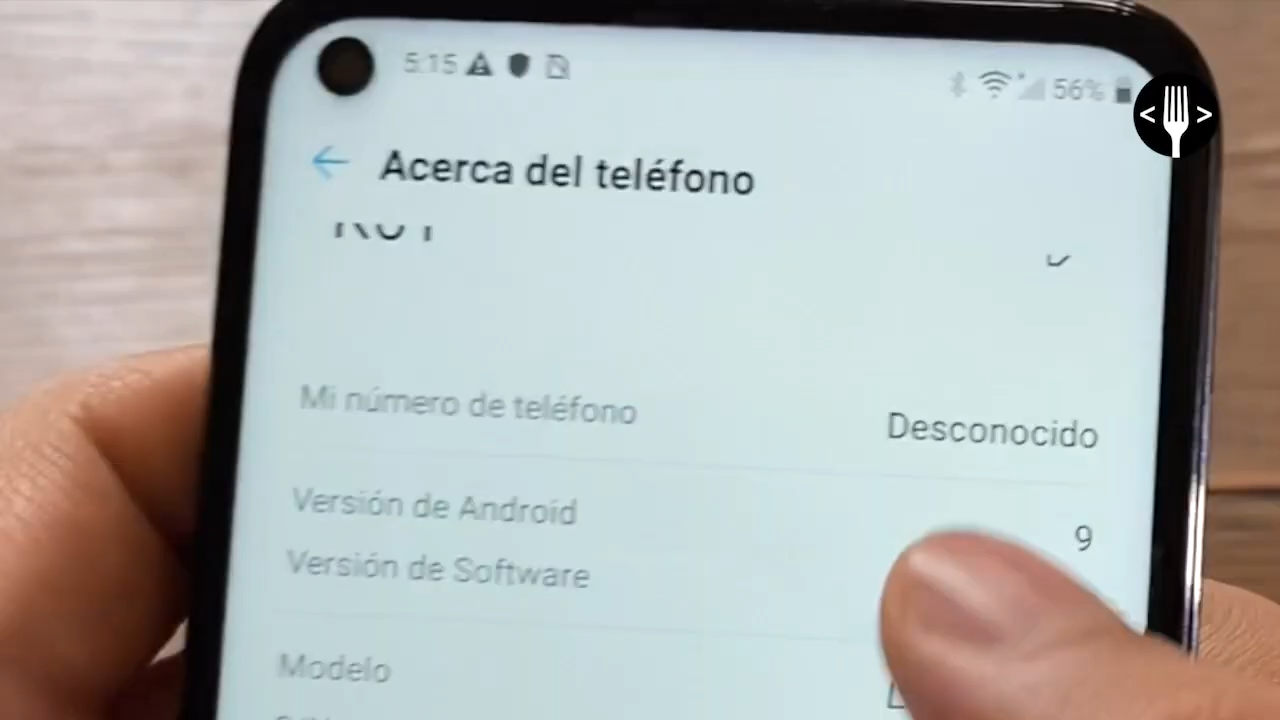 5:15
56%
< >
Acerca del teléfono
Mi número de teléfono Desconocido
Versión de Android 9
Versión de Software
Modelo